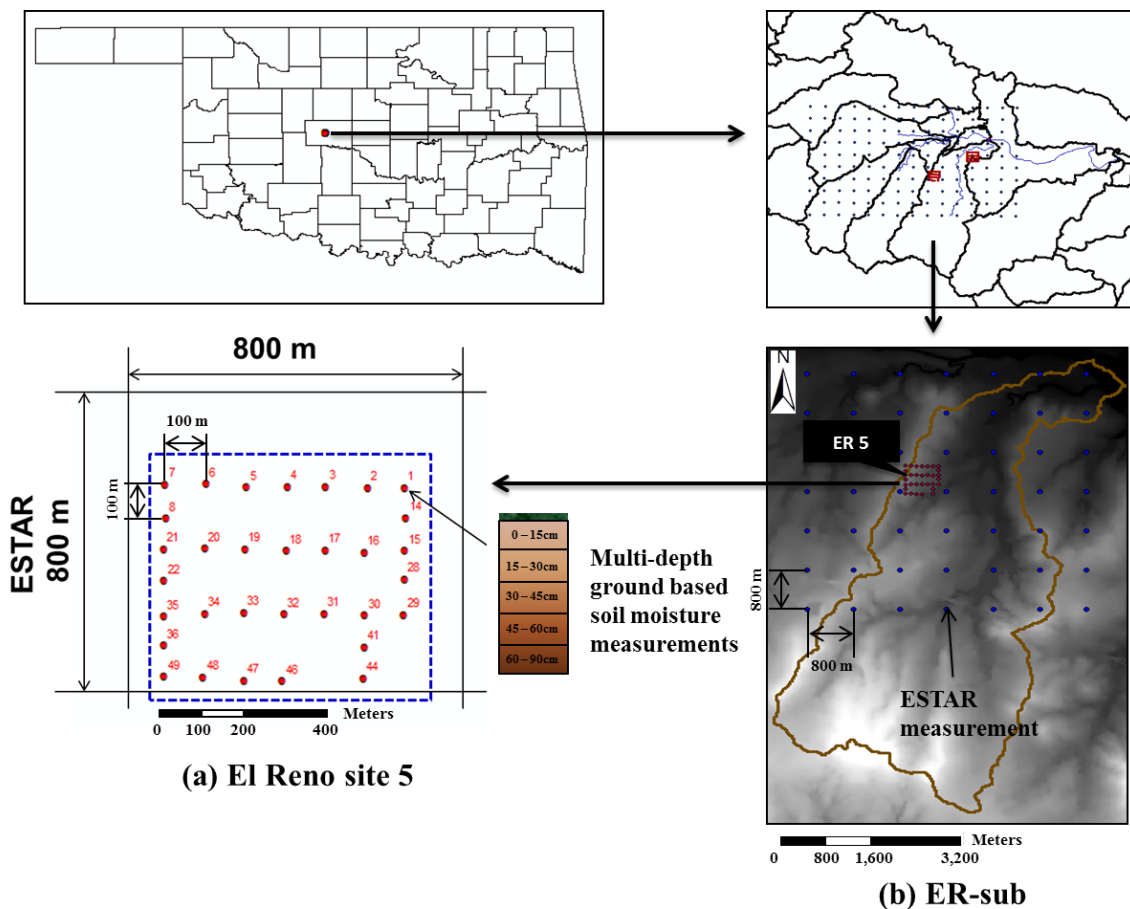 800 m
ESTAR
800 m
100 m
100 m
7 6 5 4 3 2 1
8 14
21 20 19 18 17 16 15
22 28
35 34 33 32 31 30 29
36 41
49 48 47 46 44
Meters
0 100 200 400
(a) El Reno site 5
0–15cm
15–30cm
30–45cm
45–60cm
60–90cm
Multi-depth
ground based
soil moisture
measurements
N
ER 5
800 m
800 m
ESTAR
measurement
Meters
0 800 1,600 3,200
(b) ER-sub